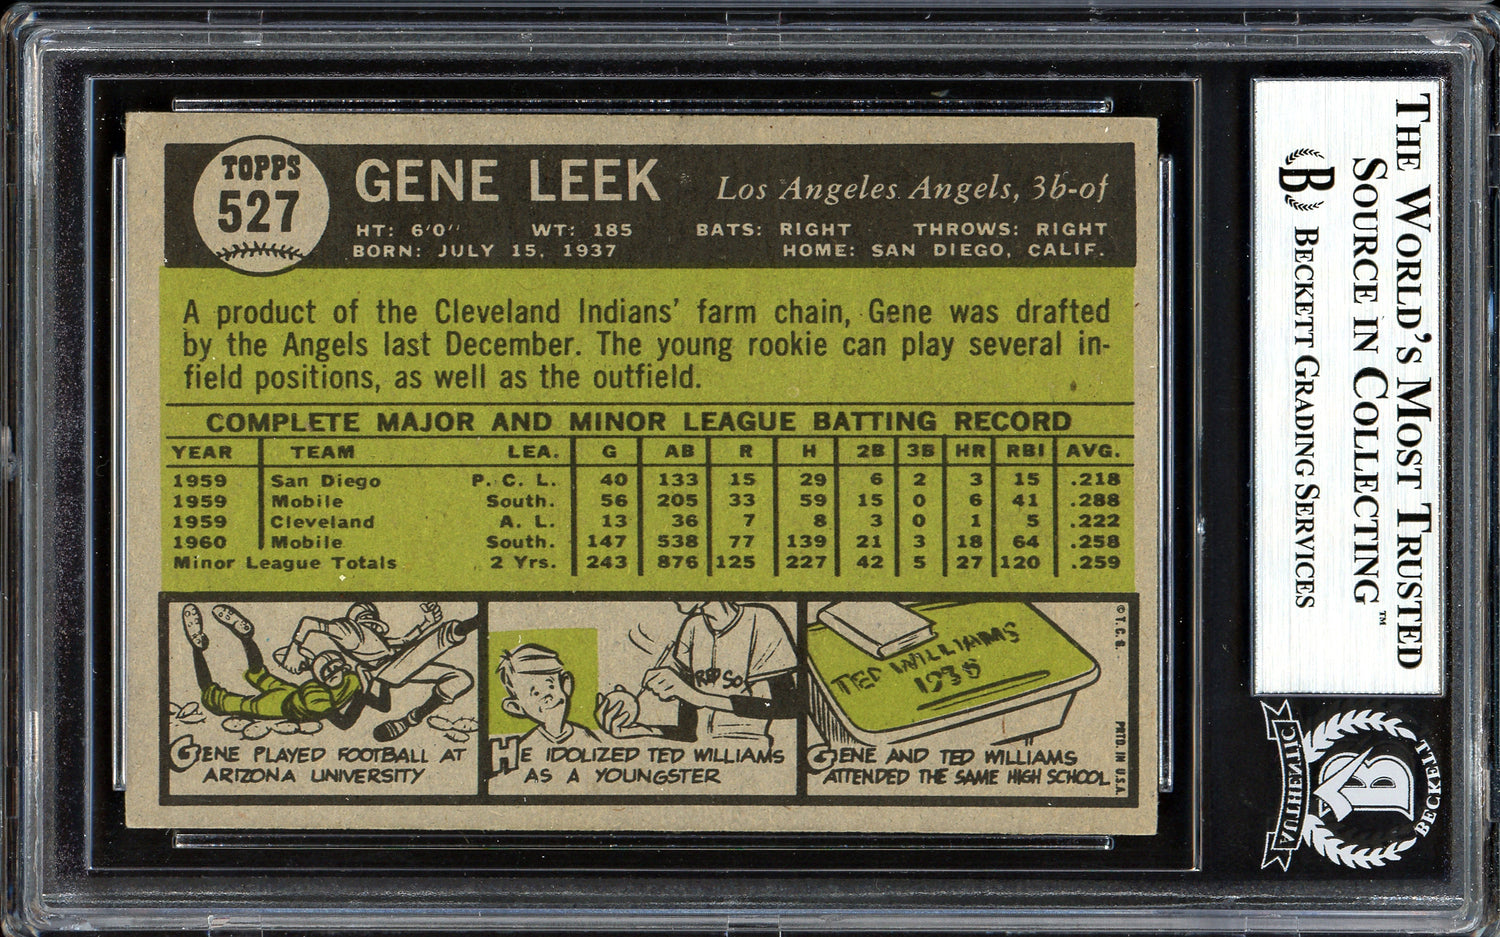 TOPPS
527
GENE LEEK
Los Angeles Angels, 3b-of
HT: 6'0'' WT: 185 BATS: RIGHT THROWS: RIGHT
BORN: JULY 15, 1937 HOME: SAN DIEGO, CALIF.
A product of the Cleveland Indians' farm chain, Gene was drafted
by the Angels last December. The young rookie can play several in-
field positions, as well as the outfield.
COMPLETE MAJOR AND MINOR LEAGUE BATTING RECORD
YEAR TEAM LEA. G AB R H 2B 3B HR RBI AVG.
1959 San Diego P. C. L. 40 133 15 29 6 2 3 15 .218
1959 Mobile South. 56 205 33 59 15 0 6 41 .288
1959 Cleveland A. L. 13 36 7 8 3 0 1 5 .222
1960 Mobile South. 147 538 77 139 21 3 18 64 .258
Minor League Totals 2 Yrs. 243 876 125 227 42 5 27 120 .259
GENE PLAYED FOOTBALL AT
ARIZONA UNIVERSITY
RED SOX
HE IDOLIZED TED WILLIAMS
AS A YOUNGSTER
TED WILLIAMS
1936
GENE AND TED WILLIAMS
ATTENDED THE SAME HIGH SCHOOL
© T.C.G.
PRTD. IN U.S.A.
THE WORLD'S MOST TRUSTED
SOURCE IN COLLECTING™
B BECKETT GRADING SERVICES
AUTHENTIC
B
BECKETT